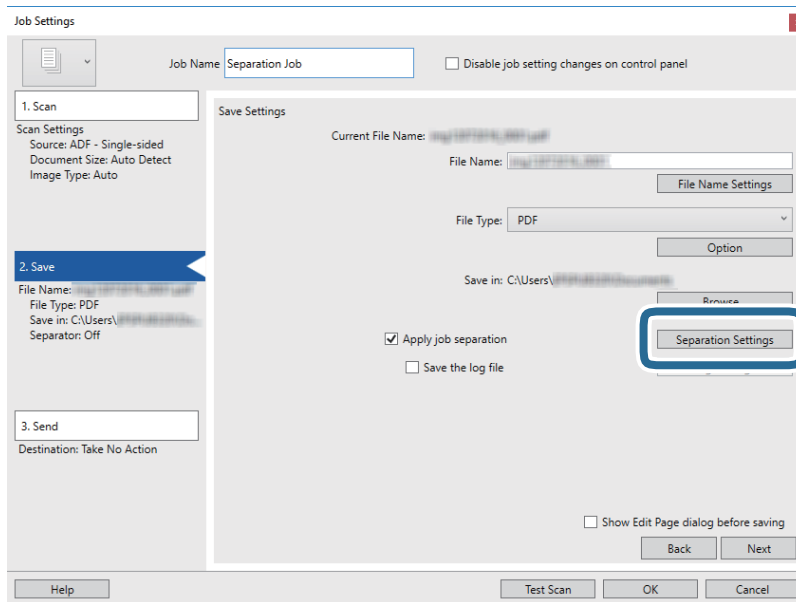 Job Settings
Job Name Separation Job Disable job setting changes on control panel
1. Scan
Scan Settings
Source: ADF - Single-sided
Document Size: Auto Detect
Image Type: Auto
2. Save
File Name:
File Type: PDF
Save in: C:\Users\
Separator: Off
3. Send
Destination: Take No Action
Save Settings
Current File Name:
File Name:
File Name Settings
File Type: PDF
Option
Save in: C:\Users\
Browse
Apply job separation
Separation Settings
Save the log file
Show Edit Page dialog before saving
Back Next
Help Test Scan OK Cancel